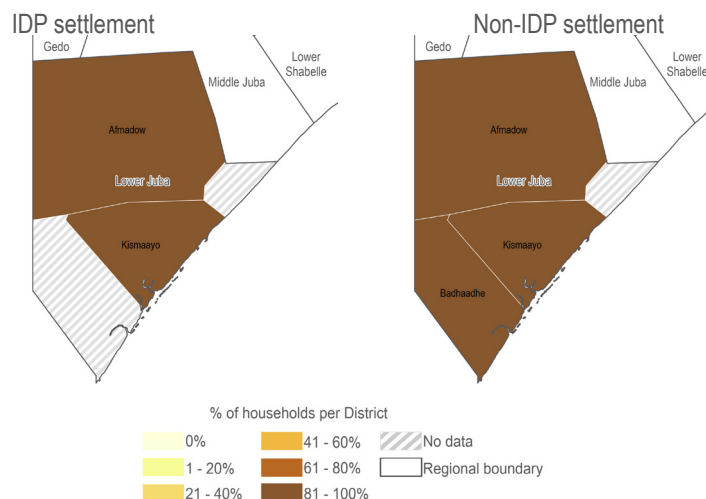 IDP settlement
Gedo
Lower
Shabelle
Middle Juba
Afmadow
Lower Juba
Kismaayo
Non-IDP settlement
Gedo
Lower
Shabelle
Middle Juba
Afmadow
Lower Juba
Kismaayo
Badhaadhe
% of households per District
0%
1 - 20%
21 - 40%
41 - 60%
61 - 80%
81 - 100%
No data
Regional boundary